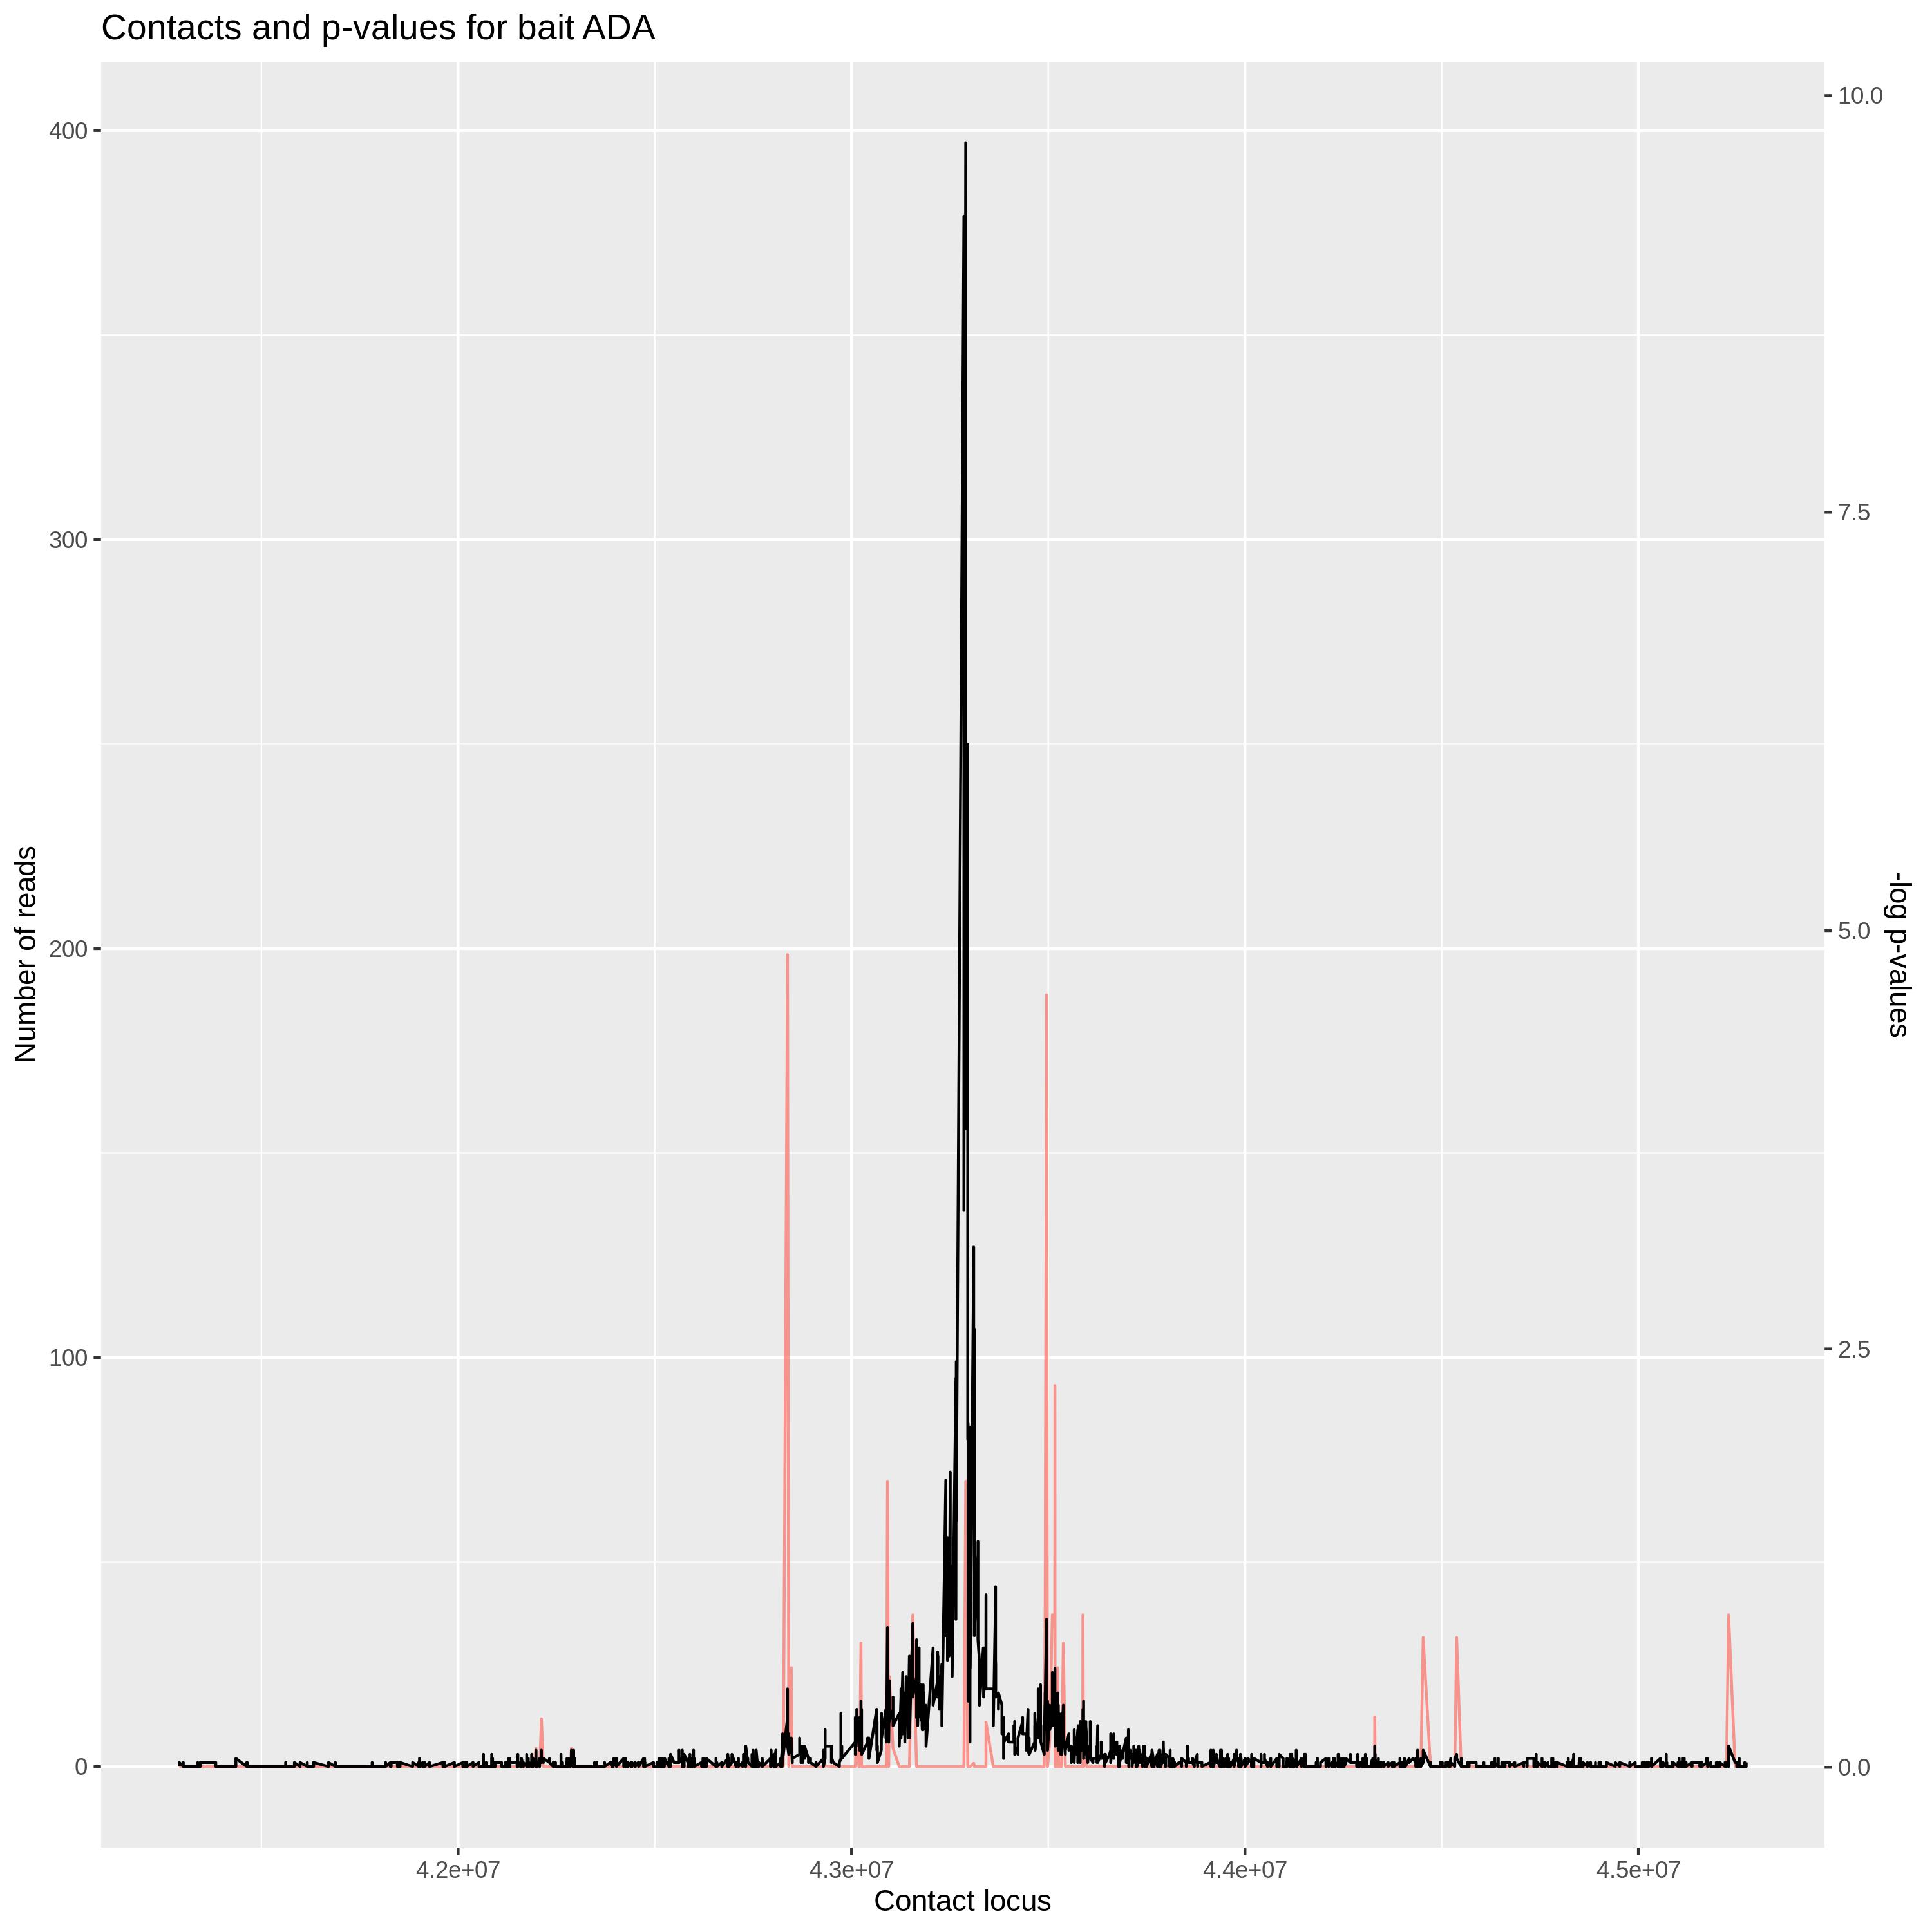 Contacts and p-values for bait ADA
400
300
200
100
0
Number of reads
10.0
7.5
5.0
2.5
0.0
-log p-values
4.2e+07
4.3e+07
4.4e+07
4.5e+07
Contact locus